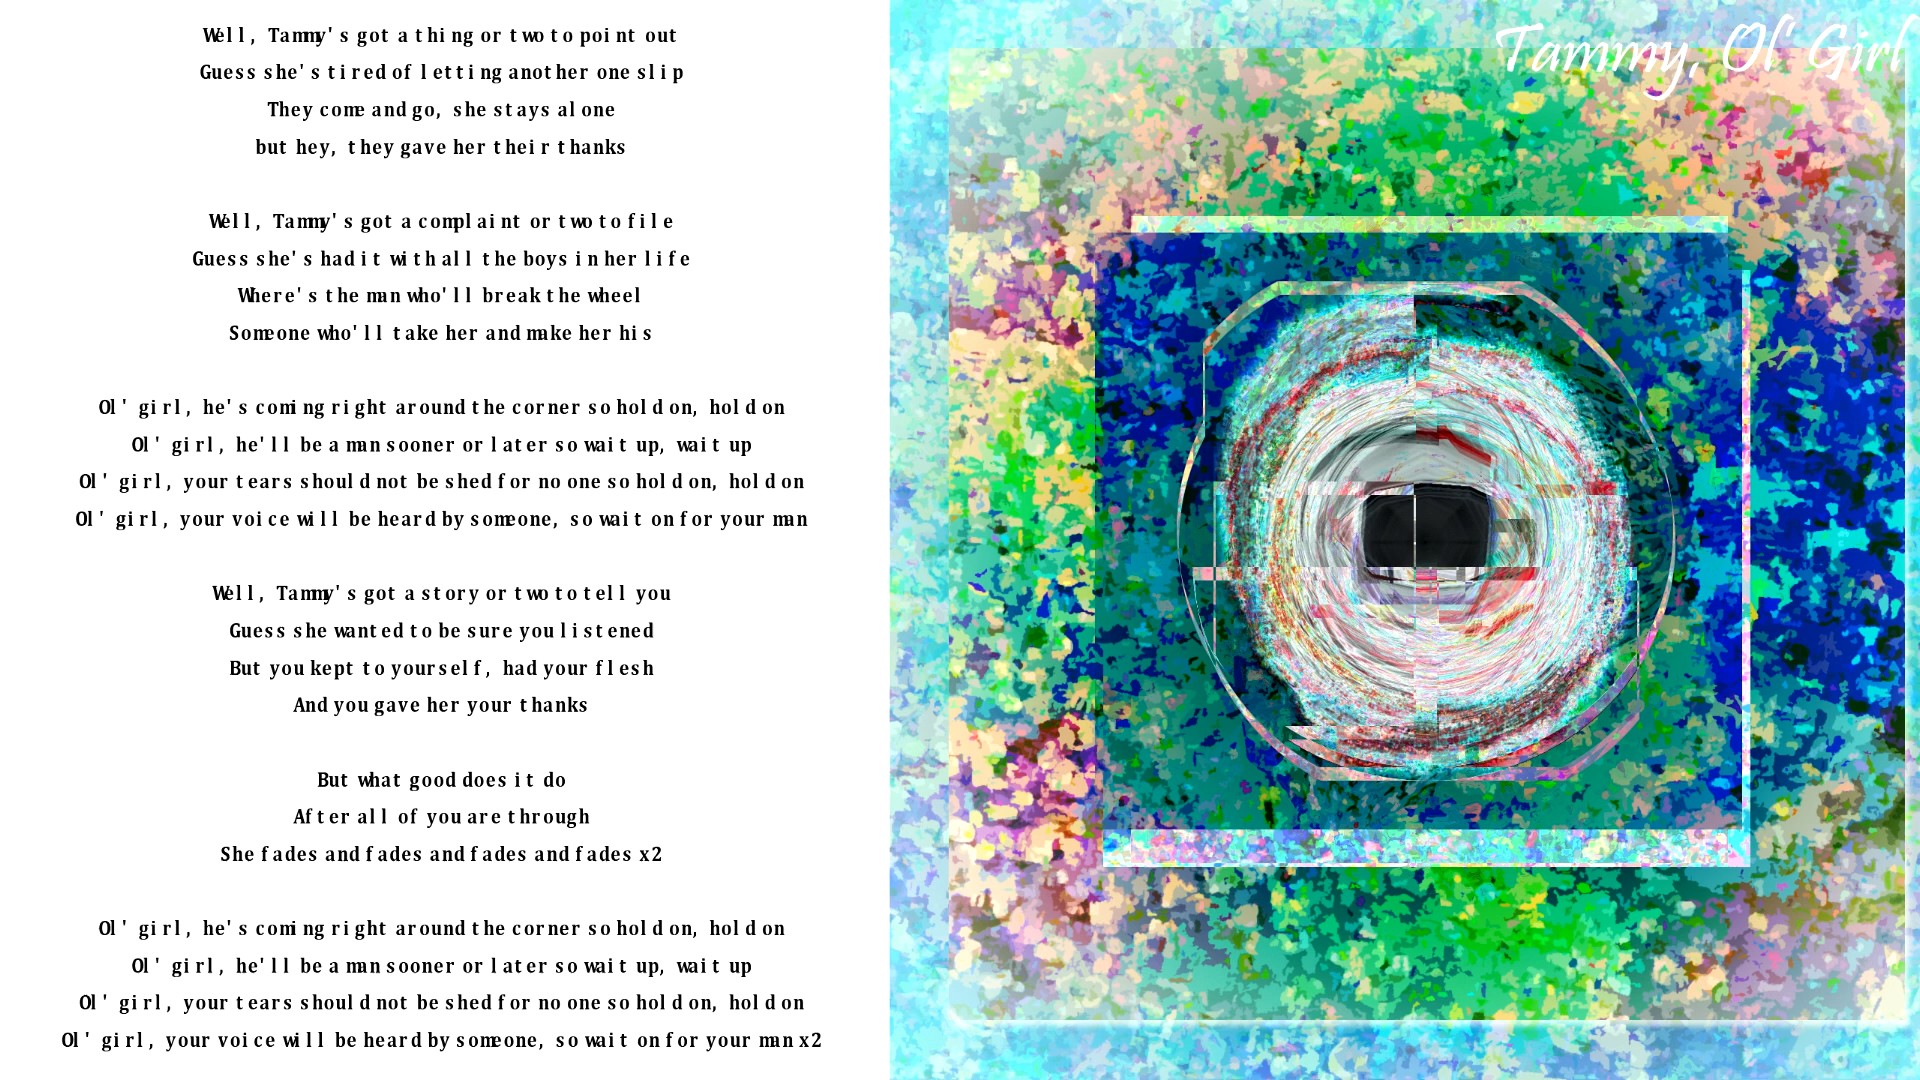 Well, Tammy's got a thing or two to point out
Guess she's tired of letting another one slip
They come and go, she stays alone
but hey, they gave her their thanks
Well, Tammy's got a complaint or two to file
Guess she's had it with all the boys in her life
Where's the man who'll break the wheel
Someone who'll take her and make her his
Ol' girl, he's coming right around the corner so hold on, hold on
Ol' girl, he'll be a man sooner or later so wait up, wait up
Ol' girl, your tears should not be shed for no one so hold on, hold on
Ol' girl, your voice will be heard by someone, so wait on for your man
Well, Tammy's got a story or two to tell you
Guess she wanted to be sure you listened
But you kept to yourself, had your flesh
And you gave her your thanks
But what good does it do
After all of you are through
She fades and fades and fades and fades x2
Ol' girl, he's coming right around the corner so hold on, hold on
Ol' girl, he'll be a man sooner or later so wait up, wait up
Ol' girl, your tears should not be shed for no one so hold on, hold on
Ol' girl, your voice will be heard by someone, so wait on for your man x2
Tammy, Ol' Girl